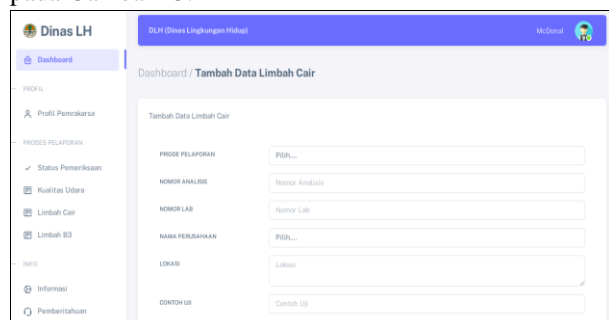 Dinas LH
Dashboard
PROFIL
Profil Pemrakarsa
PROSES PELAPORAN
Status Pemeriksaan
Kualitas Udara
Limbah Cair
Limbah B3
INFO
Informasi
Pemberitahuan
DLH (Dinas Lingkungan Hidup)
McDonal
Dashboard / Tambah Data Limbah Cair
Tambah Data Limbah Cair
PRIODE PELAPORAN
Pilih....
NOMOR ANALISIS
Nomor Analisis
NOMOR LAB
Nomor Lab
NAMA PERUSAHAAN
Pilih....
LOKASI
Lokasi
CONTOH UJI
Contoh Uji